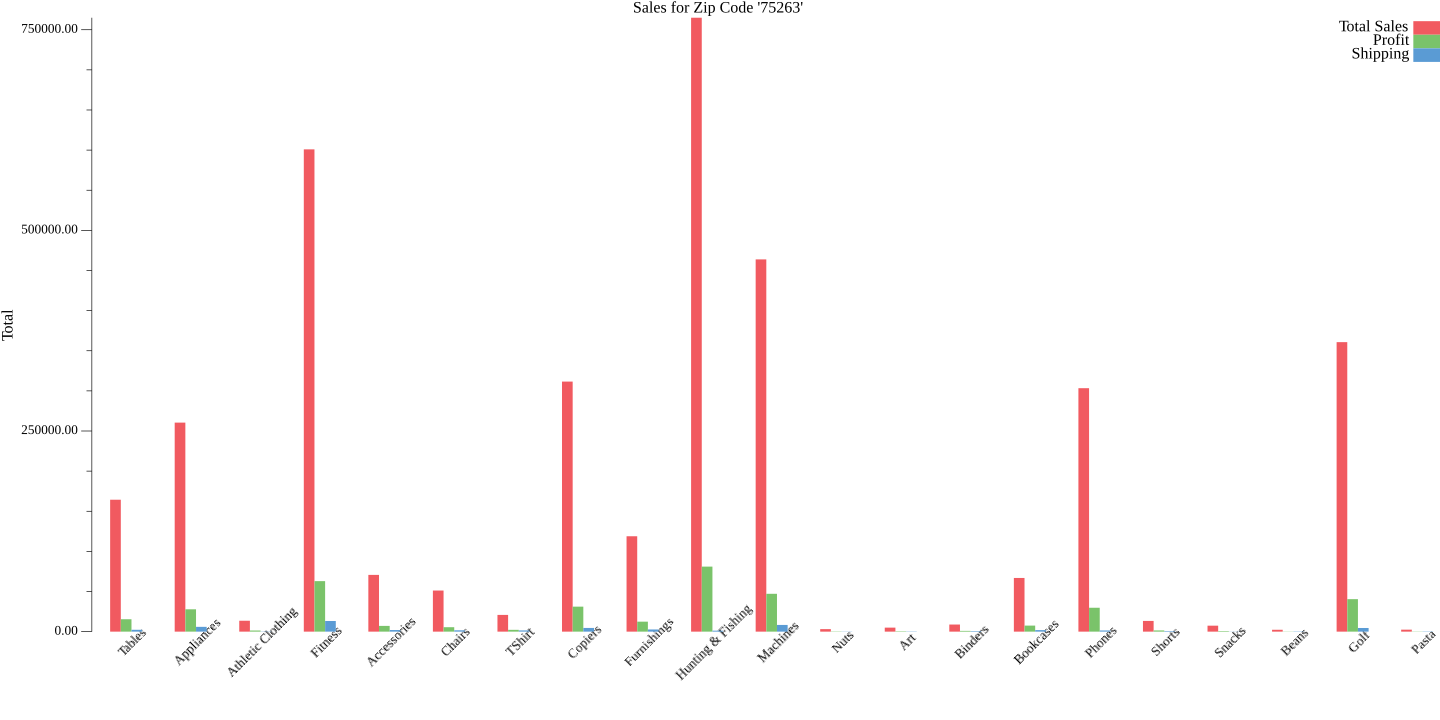 Sales for Zip Code '75263'
Total Sales
Profit
Shipping
750000.00
500000.00
250000.00
0.00
Total
Tables
Appliances
Athletic Clothing
Fitness
Accessories
Chairs
TShirt
Copiers
Furnishings
Hunting & Fishing
Machines
Nuts
Art
Binders
Bookcases
Phones
Shorts
Snacks
Beans
Golf
Pasta